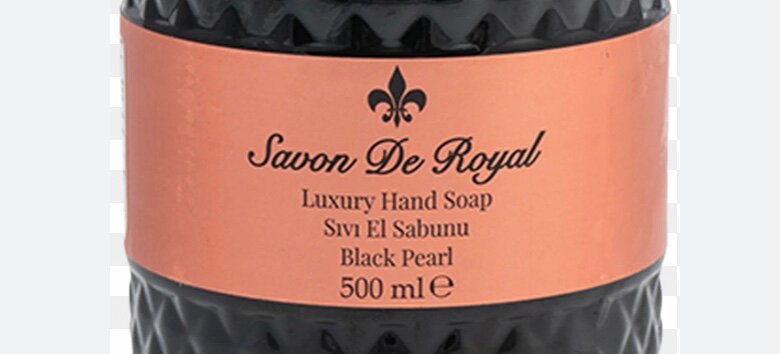 Savon De Royal
Luxury Hand Soap
Sıvı El Sabunu
Black Pearl
500 ml ℮